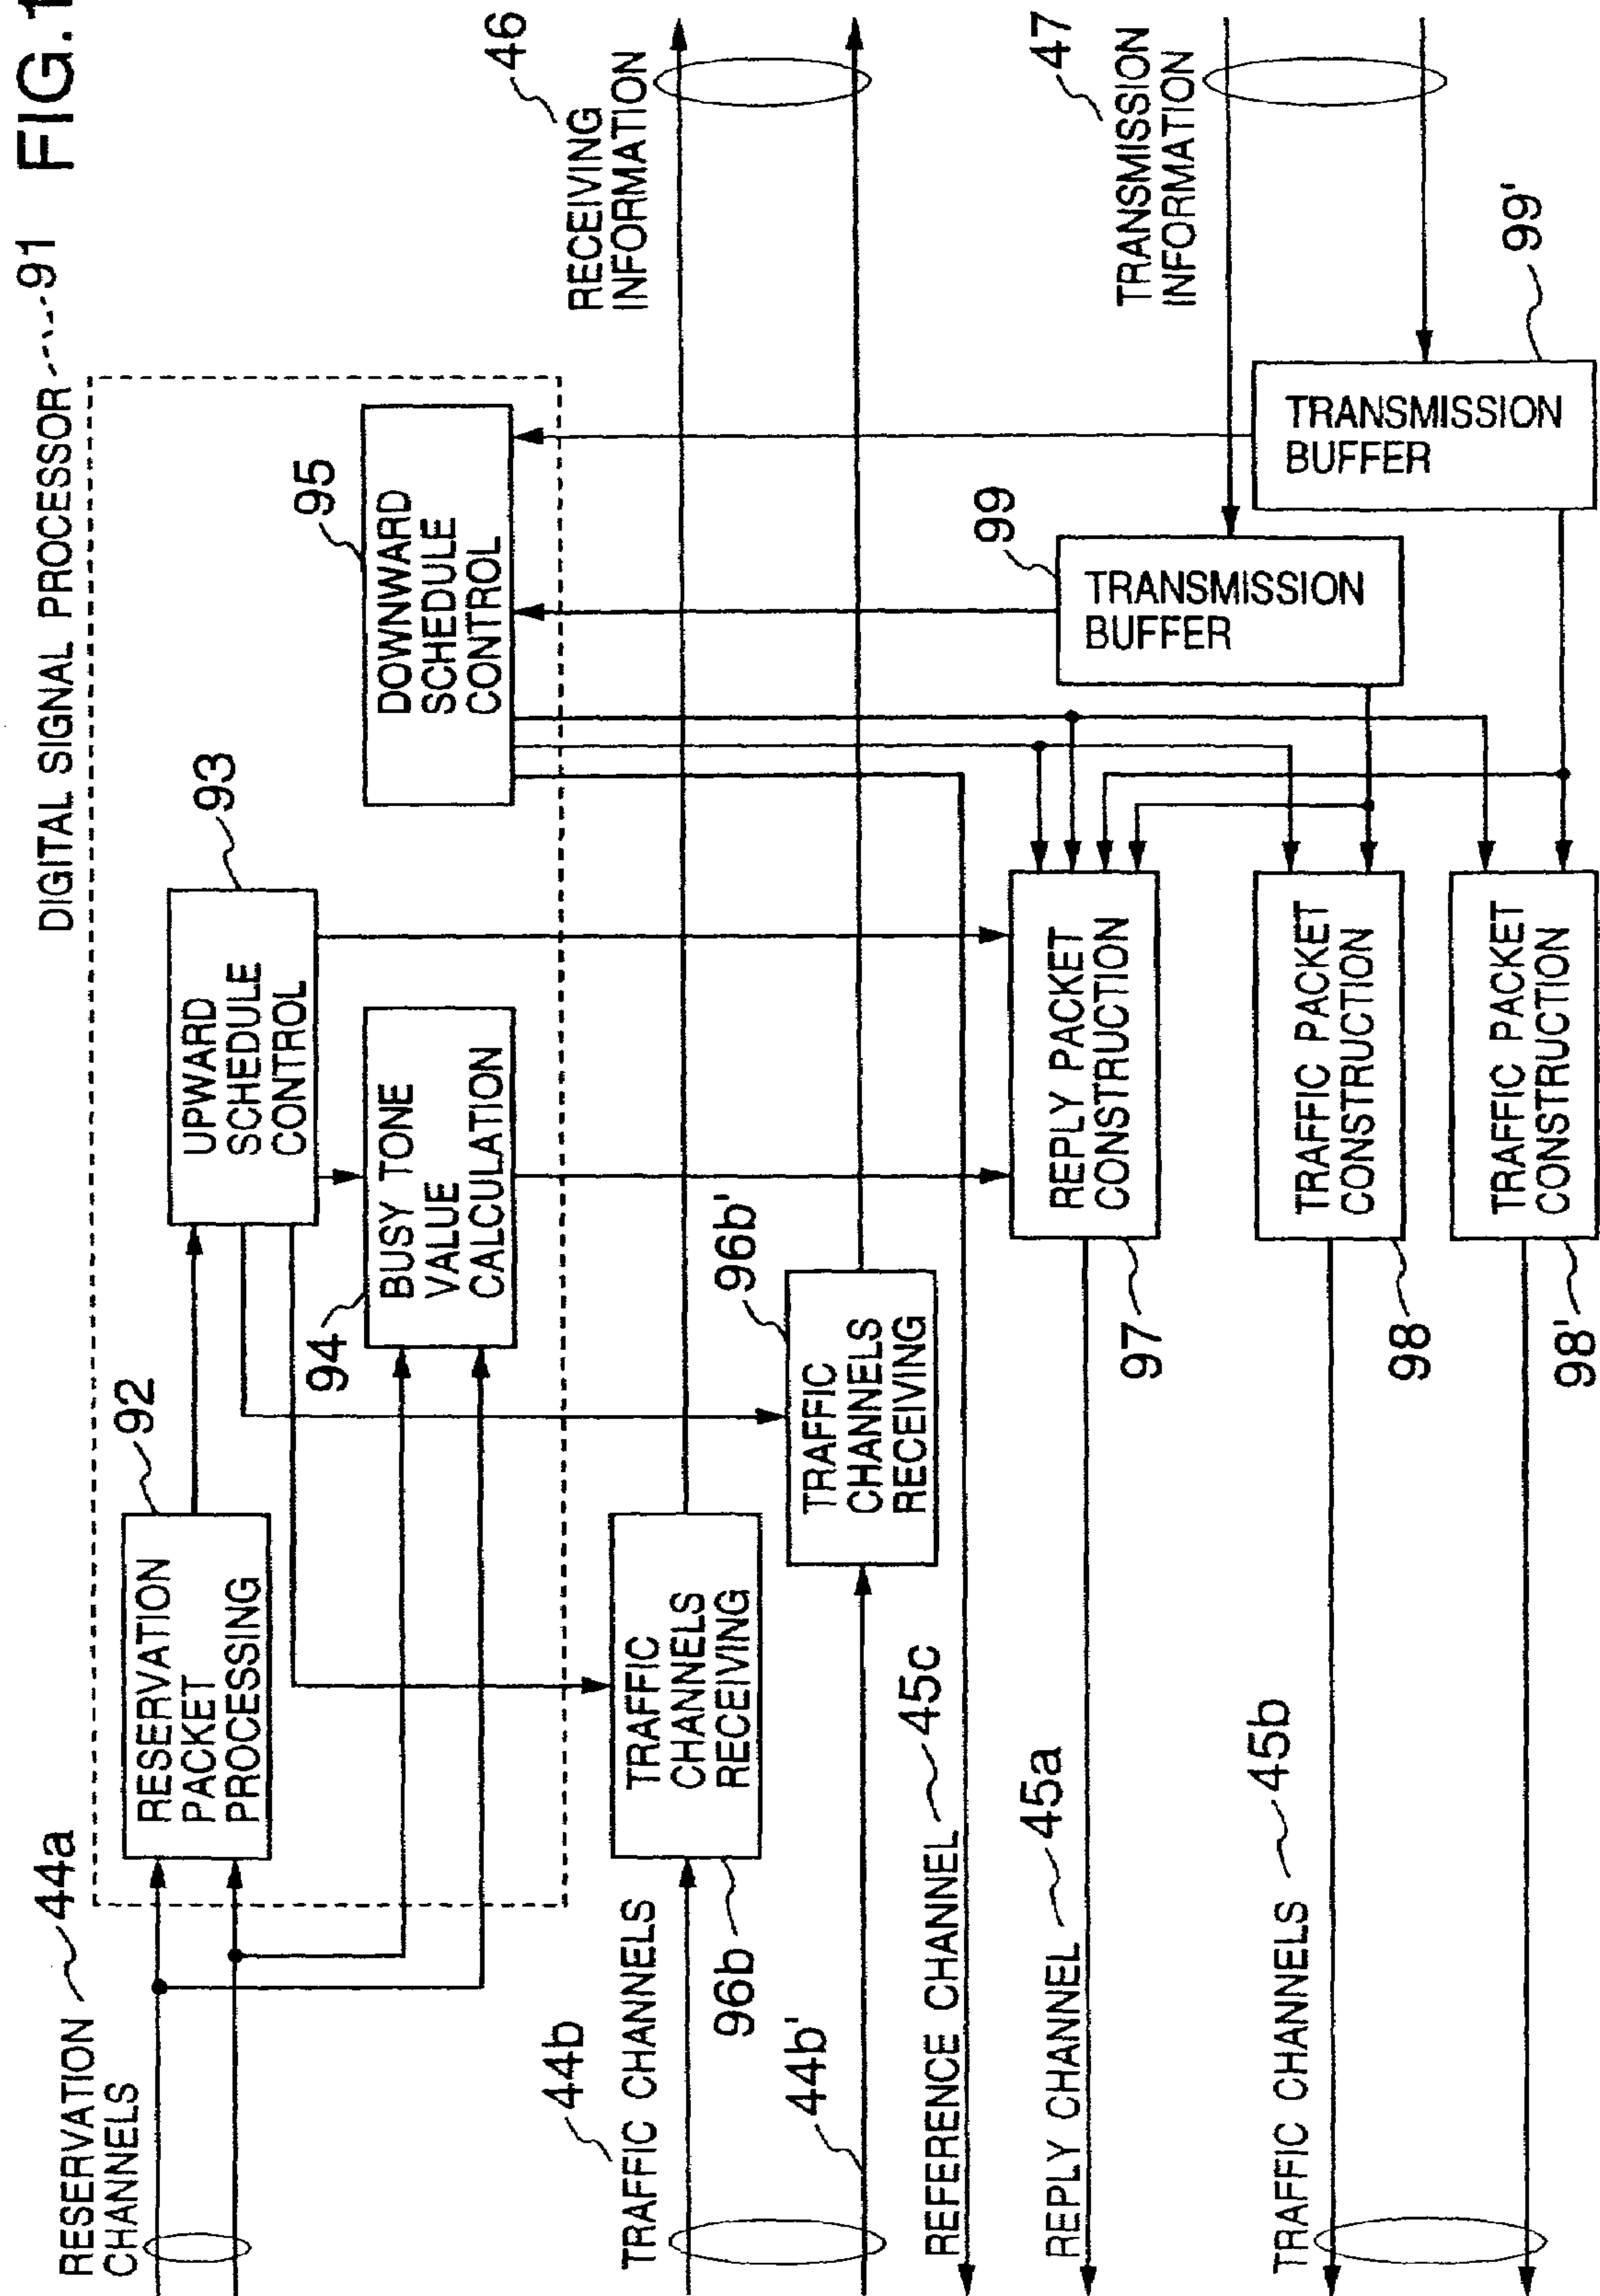 FIG.1
DIGITAL SIGNAL PROCESSOR
91
RESERVATION
CHANNELS
44a
RESERVATION
PACKET
PROCESSING
92
UPWARD
SCHEDULE
CONTROL
93
BUSY TONE
VALUE
CALCULATION
94
DOWNWARD
SCHEDULE
CONTROL
95
44b
TRAFFIC CHANNELS
TRAFFIC
CHANNELS
RECEIVING
96b
44b'
TRAFFIC
CHANNELS
RECEIVING
96b'
RECEIVING
INFORMATION
46
REFERENCE CHANNEL
45c
REPLY CHANNEL
45a
REPLY PACKET
CONSTRUCTION
97
TRANSMISSION
INFORMATION
47
TRANSMISSION
BUFFER
99
TRANSMISSION
BUFFER
99'
TRAFFIC CHANNELS
45b
TRAFFIC PACKET
CONSTRUCTION
98
TRAFFIC PACKET
CONSTRUCTION
98'